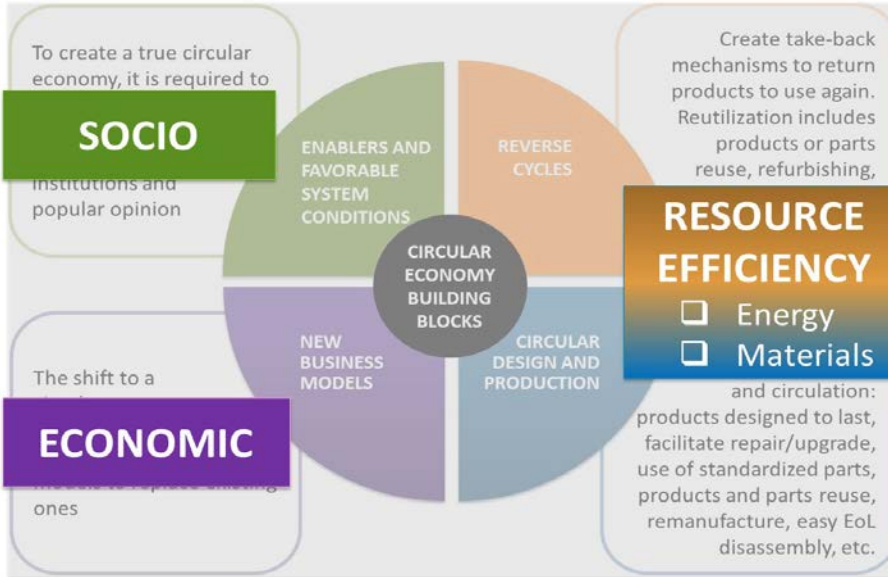 To create a true circular
economy, it is required to
SOCIO
institutions and
popular opinion
ENABLERS AND
FAVORABLE
SYSTEM
CONDITIONS
REVERSE
CYCLES
Create take-back
mechanisms to return
products to use again.
Reutilization includes
products or parts
reuse, refurbishing,
RESOURCE
EFFICIENCY
❑ Energy
❑ Materials
CIRCULAR
ECONOMY
BUILDING
BLOCKS
NEW
BUSINESS
MODELS
CIRCULAR
DESIGN AND
PRODUCTION
The shift to a
ECONOMIC
models to replace existing
ones
and circulation:
products designed to last,
facilitate repair/upgrade,
use of standardized parts,
products and parts reuse,
remanufacture, easy EoL
disassembly, etc.